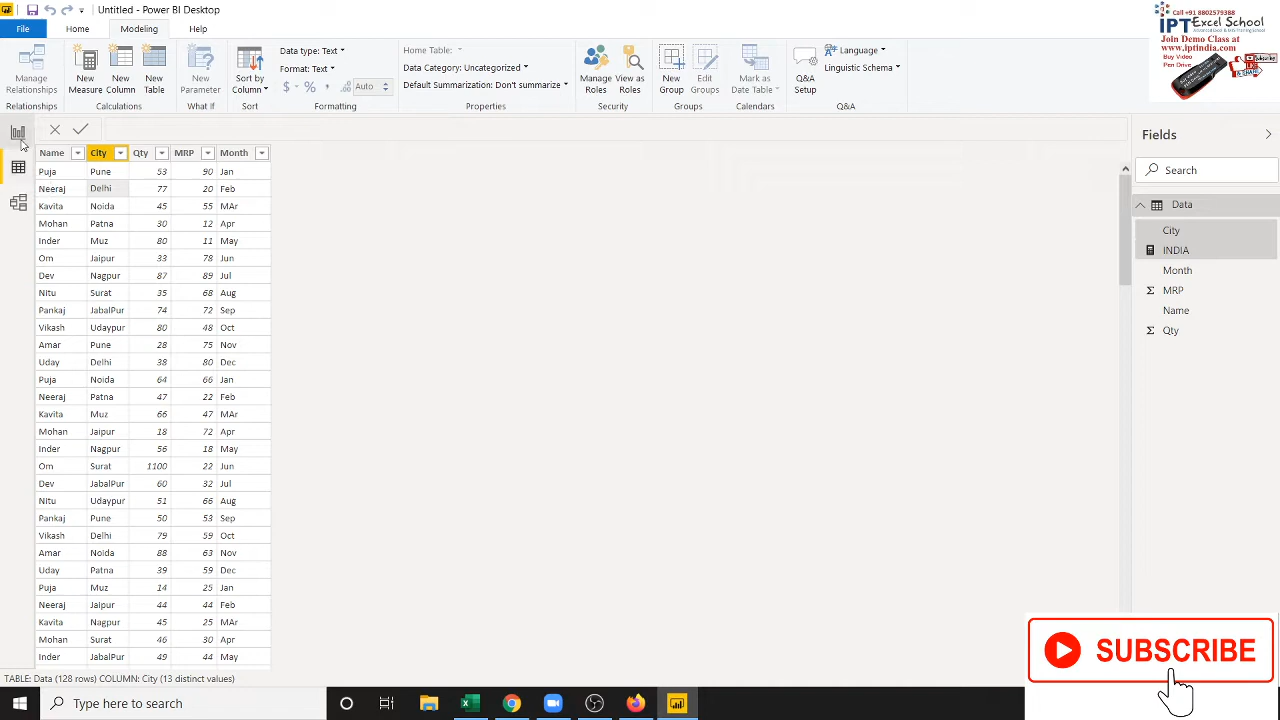 Untitled - Power BI Desktop
File Home Modeling Help
Manage Relationships
Relationships
New Measure
New Column
New Table
Calculations
New Parameter
What If
Sort by Column
Sort
Data type: Text
Format: Text
$ % , Auto
Formatting
Home Table:
Data Category: Uncategorized
Default Summarization: Don't summarize
Properties
Manage Roles
View as Roles
Security
New Group
Edit Groups
Groups
Mark as Date Table
Calendars
Q&A Setup
Language
Linguistic Schema
Q&A
Call +91 8802579388
IPT Excel School
Advanced Excel & MIS Training School
Join Demo Class at
www.iptindia.com
Buy Video
Pen Drive
Name City Qty MRP Month
Puja Pune 53 90 Jan
Neeraj Delhi 77 20 Feb
Kavita Noida 45 55 MAr
Mohan Patna 30 12 Apr
Inder Muz 80 11 May
Om Jaipur 33 78 Jun
Dev Nagpur 87 89 Jul
Nitu Surat 35 68 Aug
Pankaj JabalPur 74 72 Sep
Vikash Udaypur 80 48 Oct
Amar Pune 28 75 Nov
Uday Delhi 38 80 Dec
Puja Noida 64 66 Jan
Neeraj Patna 47 22 Feb
Kavita Muz 66 47 MAr
Mohan Jaipur 18 72 Apr
Inder Nagpur 56 18 May
Om Surat 1100 22 Jun
Dev JabalPur 60 32 Jul
Nitu Udaypur 51 66 Aug
Pankaj Pune 50 53 Sep
Vikash Delhi 79 59 Oct
Amar Noida 88 63 Nov
Uday Patna 39 59 Dec
Puja Muz 14 25 Jan
Neeraj Jaipur 44 44 Feb
Kavita Nagpur 45 25 MAr
Mohan Surat 46 30 Apr
Inder JabalPur 49 44 May
TABLE: Data (128 rows) COLUMN: City (13 distinct values)
Fields
Search
Data
City
INDIA
Month
MRP
Name
Qty
SUBSCRIBE
Type here to search